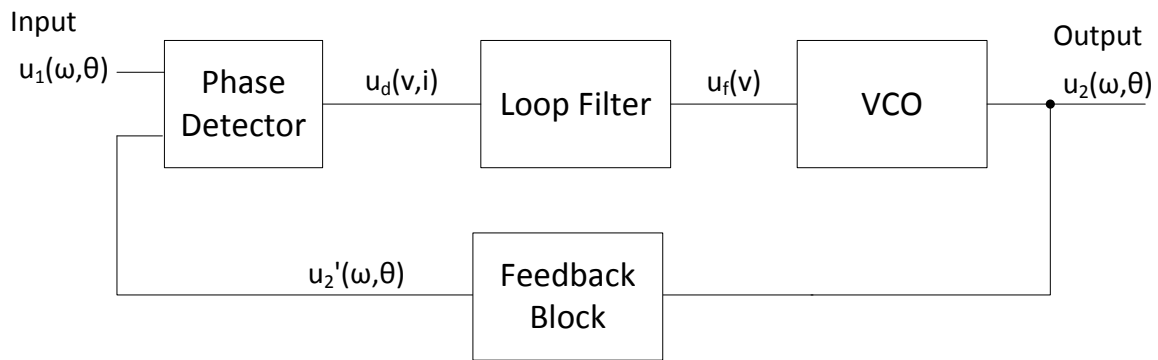 Input
u₁(ω,θ)
Phase
Detector
u_d(v,i)
Loop Filter
u_f(v)
VCO
Output
u₂(ω,θ)
u₂'(ω,θ)
Feedback
Block